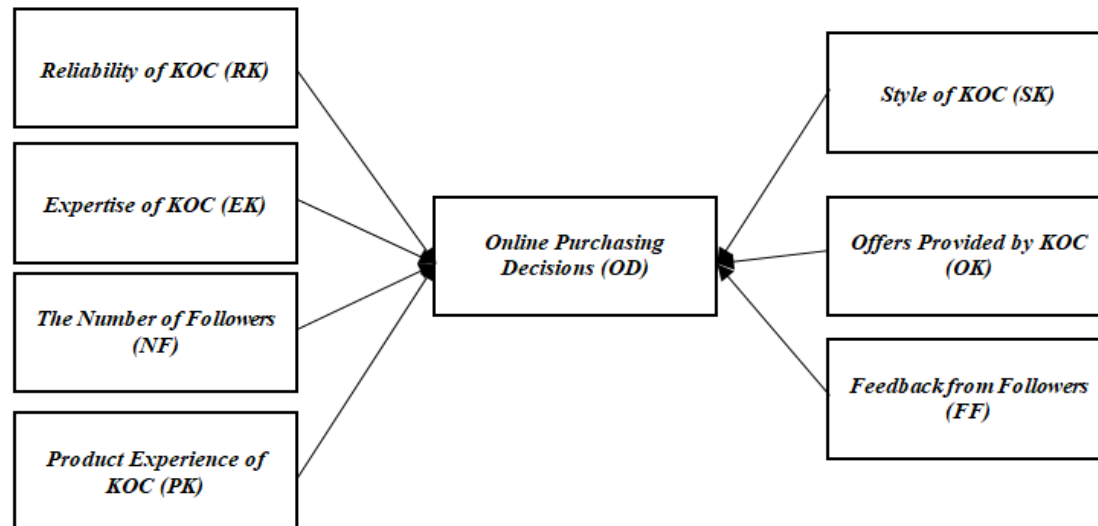 Reliability of KOC (RK)
Expertise of KOC (EK)
The Number of Followers
(NF)
Product Experience of
KOC (PK)
Online Purchasing
Decisions (OD)
Style of KOC (SK)
Offers Provided by KOC
(OK)
Feedback from Followers
(FF)